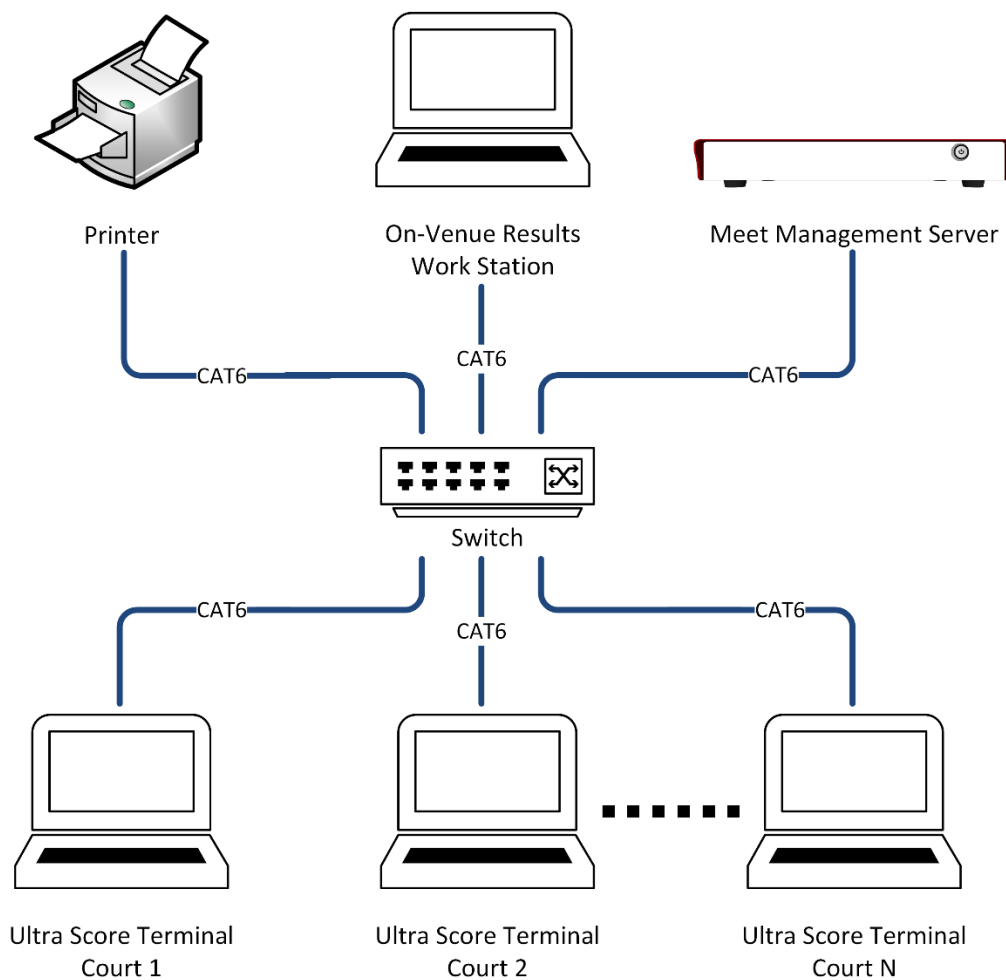 Printer
On-Venue Results
Work Station
Meet Management Server
CAT6
CAT6
CAT6
Switch
CAT6
CAT6
CAT6
Ultra Score Terminal
Court 1
Ultra Score Terminal
Court 2
Ultra Score Terminal
Court N